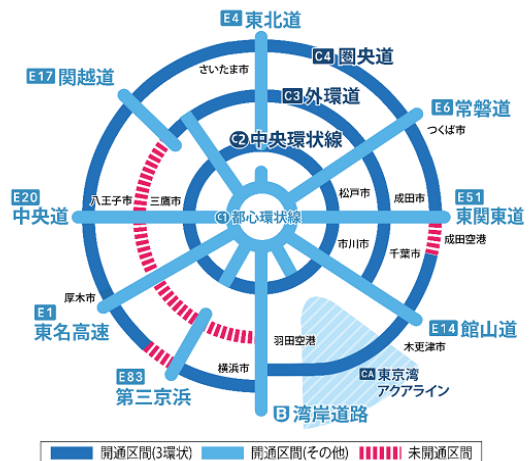 E4 東北道
C4 圏央道
さいたま市
E17 関越道
C3 外環道
E6 常磐道
つくば市
C2 中央環状線
E20
中央道
八王子市
三鷹市
松戸市
成田市
E51
東関東道
C1 都心環状線
市川市
千葉市
成田空港
厚木市
E1
東名高速
E14 館山道
木更津市
羽田空港
横浜市
E83
第三京浜
CA 東京湾
アクアライン
B 湾岸道路
開通区間(3環状)
開通区間(その他)
未開通区間